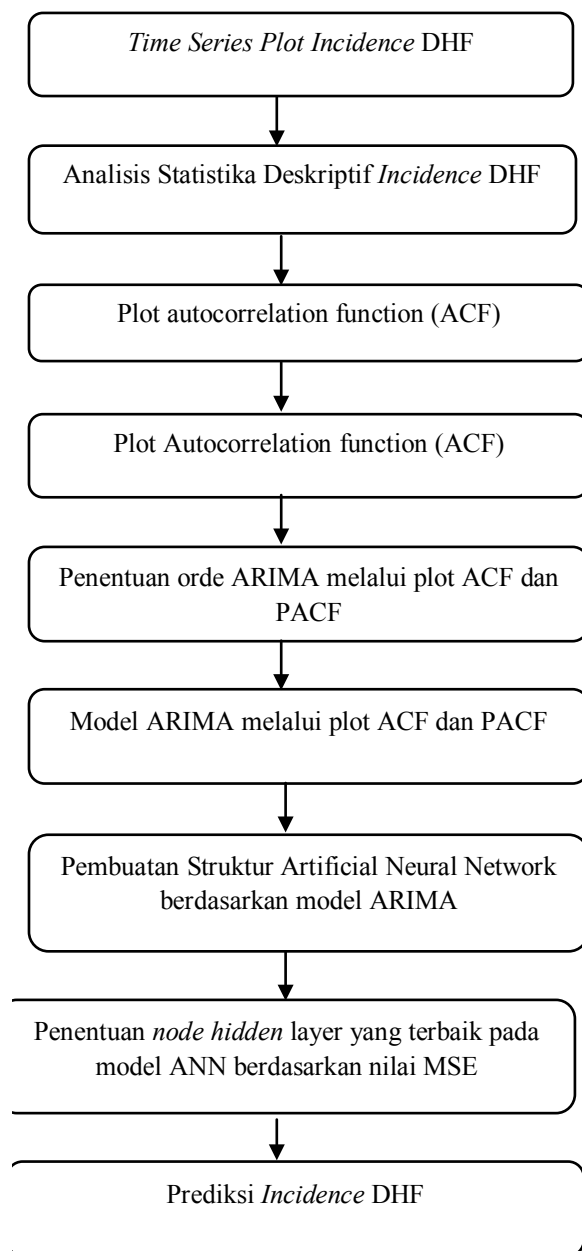 Time Series Plot Incidence DHF
Analisis Statistika Deskriptif Incidence DHF
Plot autocorrelation function (ACF)
Plot Autocorrelation function (ACF)
Penentuan orde ARIMA melalui plot ACF dan
PACF
Model ARIMA melalui plot ACF dan PACF
Pembuatan Struktur Artificial Neural Network
berdasarkan model ARIMA
Penentuan node hidden layer yang terbaik pada
model ANN berdasarkan nilai MSE
Prediksi Incidence DHF